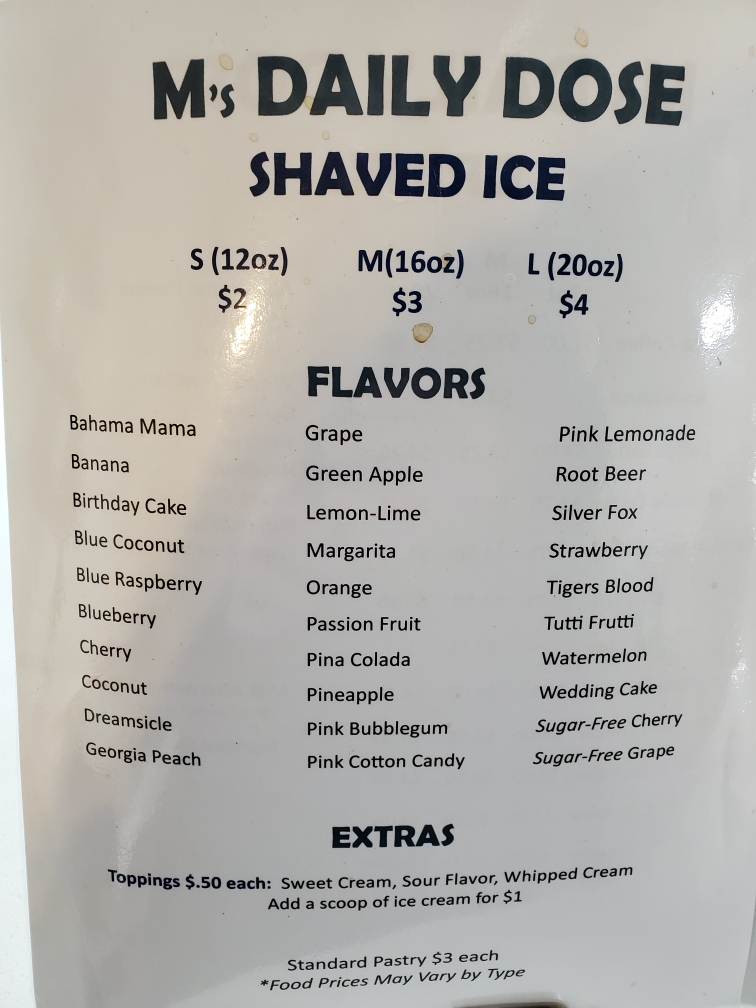 M's DAILY DOSE
SHAVED ICE
S (12oz) M(16oz) L (20oz)
$2 $3 $4
FLAVORS
Bahama Mama Grape Pink Lemonade
Banana Green Apple Root Beer
Birthday Cake Lemon-Lime Silver Fox
Blue Coconut Margarita Strawberry
Blue Raspberry Orange Tigers Blood
Blueberry Passion Fruit Tutti Frutti
Cherry Pina Colada Watermelon
Coconut Pineapple Wedding Cake
Dreamsicle Pink Bubblegum Sugar-Free Cherry
Georgia Peach Pink Cotton Candy Sugar-Free Grape
EXTRAS
Toppings $.50 each: Sweet Cream, Sour Flavor, Whipped Cream
Add a scoop of ice cream for $1
Standard Pastry $3 each
*Food Prices May Vary by Type